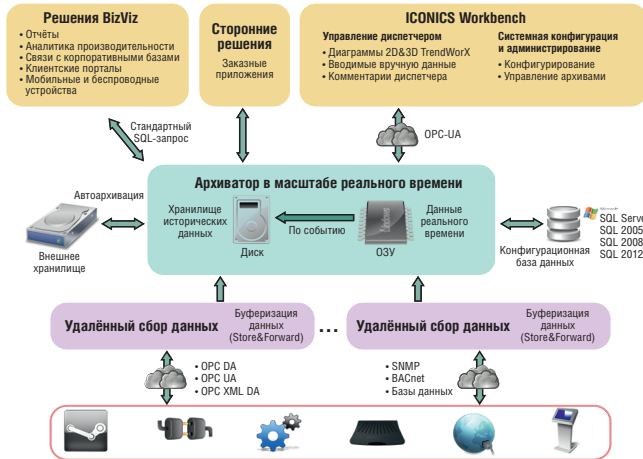 Решения BizViz
• Отчёты
• Аналитика производительности
• Связи с корпоративными базами
• Клиентские порталы
• Мобильные и беспроводные
устройства
Сторонние
решения
Заказные
приложения
ICONICS Workbench
Управление диспетчером
• Диаграммы 2D&3D TrendWorX
• Вводимые вручную данные
• Комментарии диспетчера
Системная конфигурация
и администрирование
• Конфигурирование
• Управление архивами
Стандартный
SQL-запрос
OPC-UA
Архиватор в масштабе реального времени
Автоархивация
Внешнее
хранилище
Хранилище
исторических
данных
Диск
По событию
ОЗУ
Данные
реального
времени
Конфигурационная
база данных
SQL Serve
SQL 2005
SQL 2008
SQL 2012
Удалённый сбор данных
Буферизация
данных
(Store&Forward)
...
Удалённый сбор данных
Буферизация
данных
(Store&Forward)
• OPC DA
• OPC UA
• OPC XML DA
• SNMP
• BACnet
• Базы данных